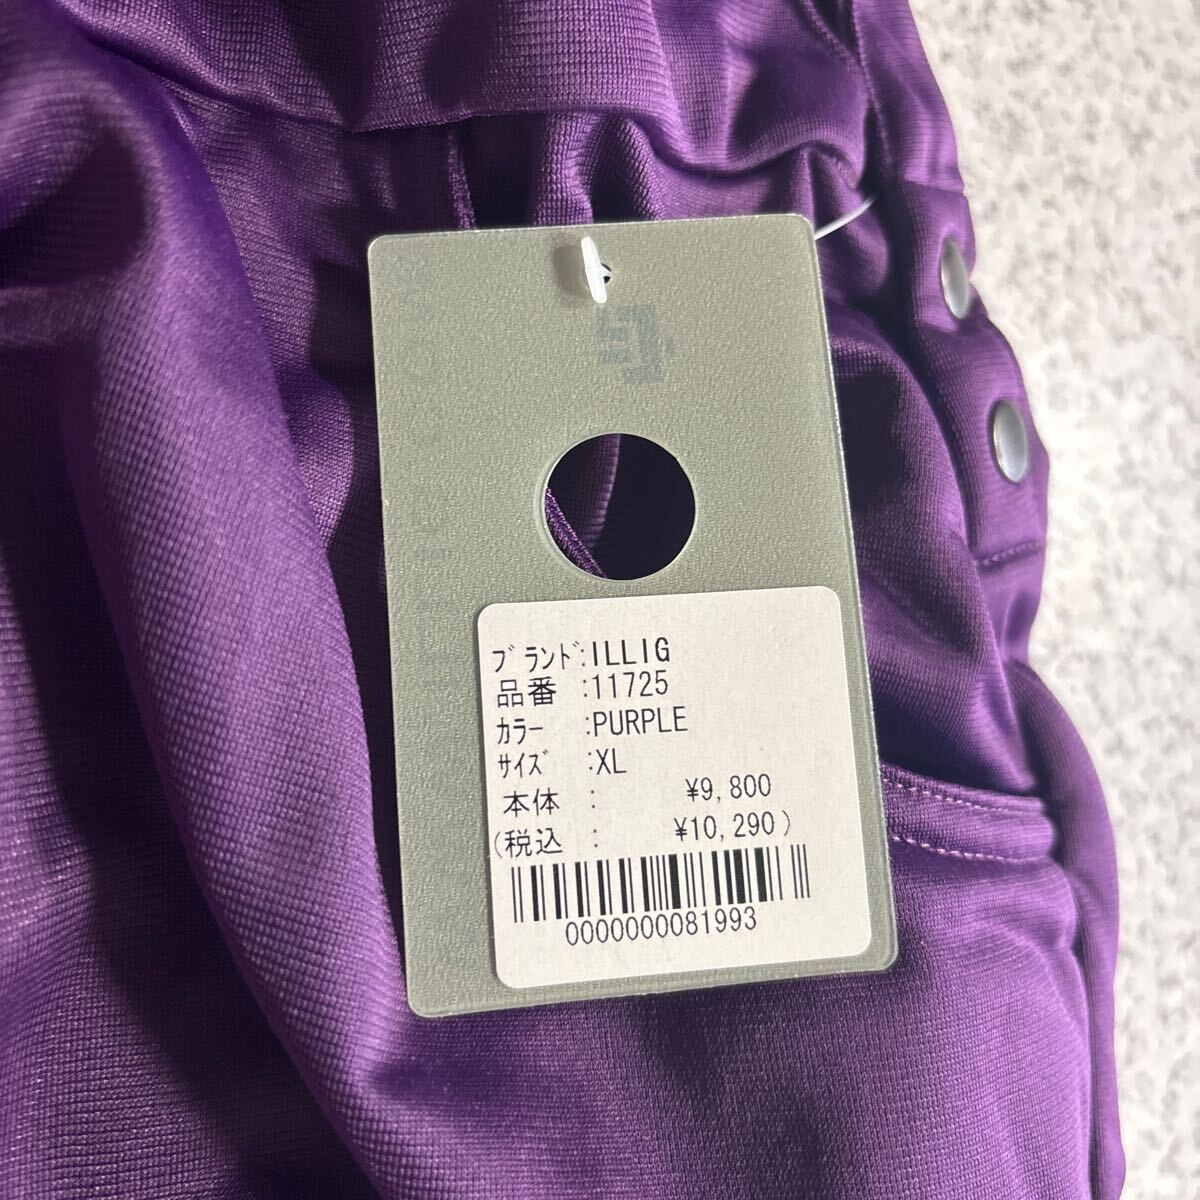 ブランド:ILLIG
品番 :11725
カラー :PURPLE
サイズ :XL
本体 : ¥9,800
(税込 : ¥10,290)
0000000081993